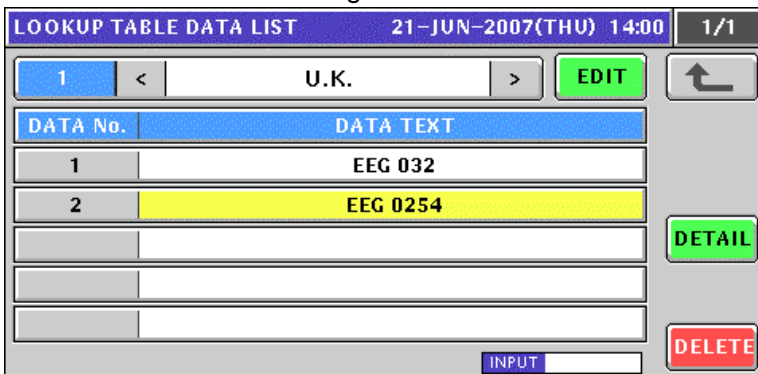 LOOKUP TABLE DATA LIST 21-JUN-2007(THU) 14:00 1/1
1 < U.K. > EDIT
DATA No. DATA TEXT
1 EEG 032
2 EEG 0254
DETAIL
DELETE
INPUT